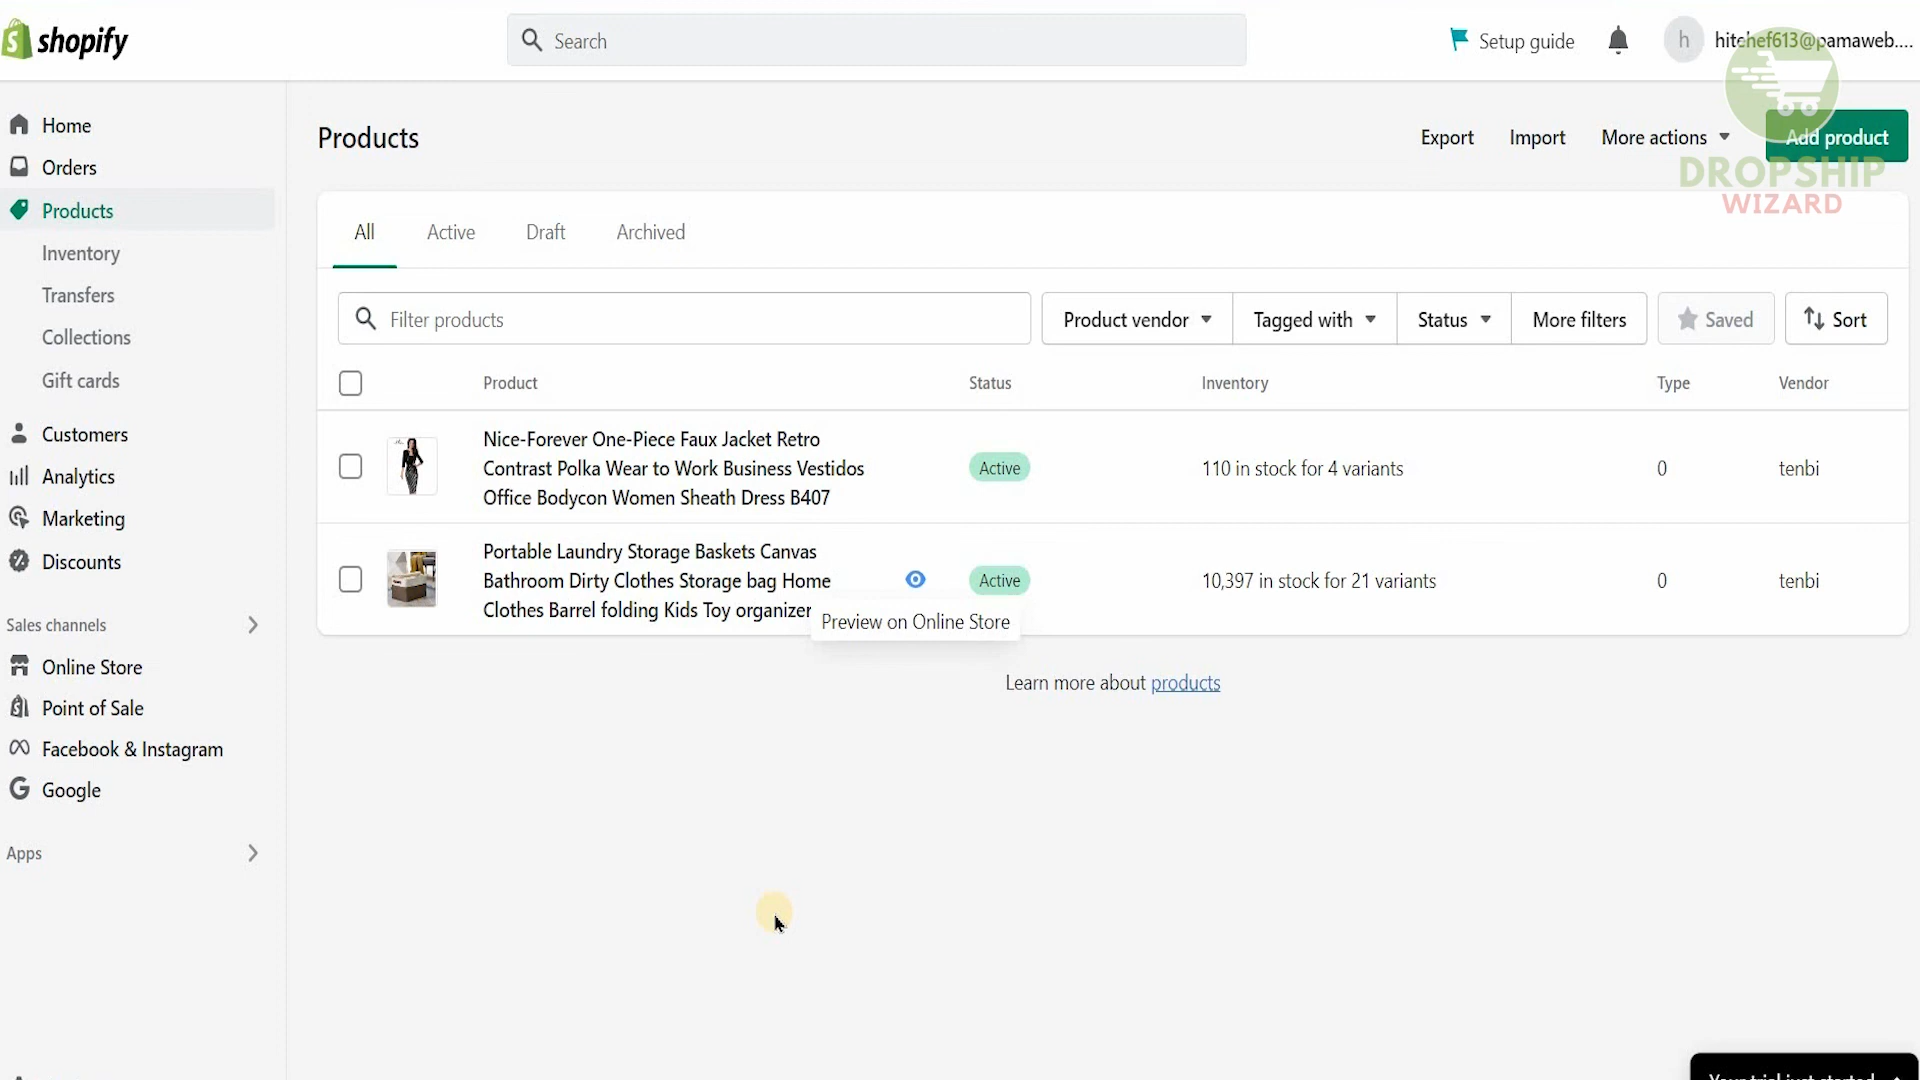 shopify
Search
Setup guide
h
hitehef613@pamaweb....
Home
Orders
Products
Inventory
Transfers
Collections
Gift cards
Customers
Analytics
Marketing
Discounts
Sales channels
Online Store
Point of Sale
Facebook & Instagram
Google
Apps
Products
Export
Import
More actions
Add product
DROPSHIP
WIZARD
All
Active
Draft
Archived
Filter products
Product vendor
Tagged with
Status
More filters
Saved
Sort
Product
Status
Inventory
Type
Vendor
Nice-Forever One-Piece Faux Jacket Retro
Contrast Polka Wear to Work Business Vestidos
Office Bodycon Women Sheath Dress B407
Active
110 in stock for 4 variants
0
tenbi
Portable Laundry Storage Baskets Canvas
Bathroom Dirty Clothes Storage bag Home
Clothes Barrel folding Kids Toy organizer
Active
10,397 in stock for 21 variants
0
tenbi
Preview on Online Store
Learn more about products
Your trial just started